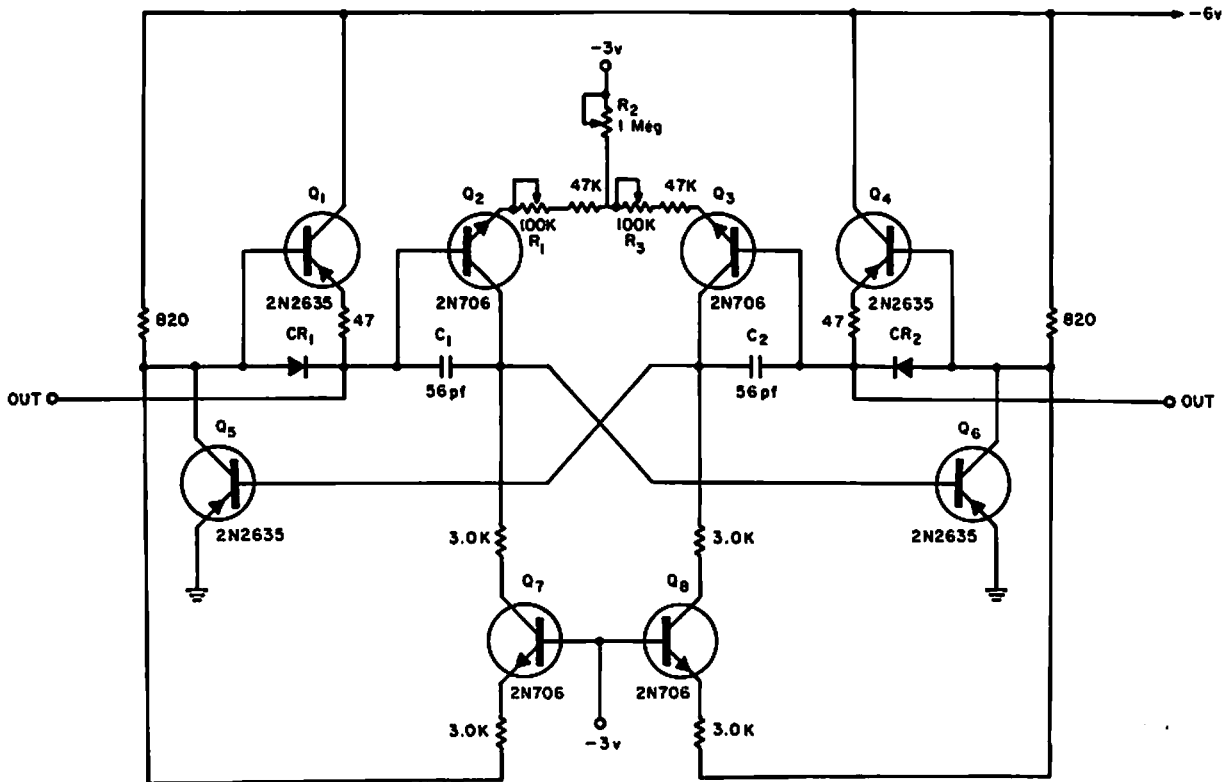 -6v
-3v
R2
1 Még
Q1
Q2
47K
47K
Q3
Q4
100K
R1
100K
R3
2N2635
2N706
2N706
2N2635
820
47
47
820
CR1
C1
C2
CR2
56pf
56pf
OUT
OUT
Q5
Q6
2N2635
2N2635
3.0K
3.0K
Q7
Q8
2N706
2N706
3.0K
-3v
3.0K